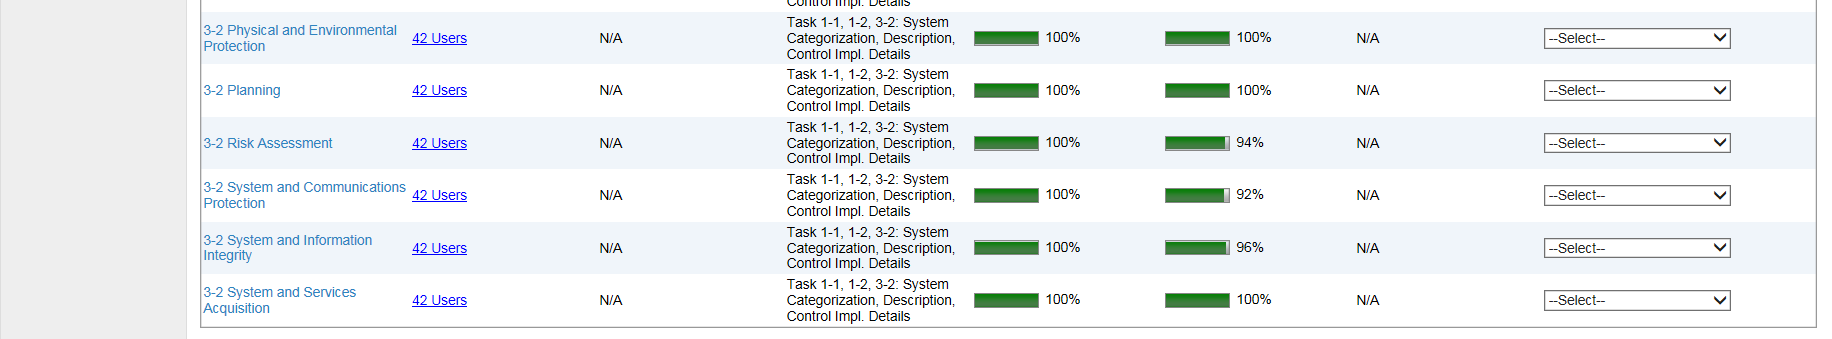 Control Impl. Details
3-2 Physical and Environmental
Protection
42 Users
N/A
Task 1-1, 1-2, 3-2: System
Categorization, Description,
Control Impl. Details
100%
100%
N/A
--Select--
3-2 Planning
42 Users
N/A
Task 1-1, 1-2, 3-2: System
Categorization, Description,
Control Impl. Details
100%
100%
N/A
--Select--
3-2 Risk Assessment
42 Users
N/A
Task 1-1, 1-2, 3-2: System
Categorization, Description,
Control Impl. Details
100%
94%
N/A
--Select--
3-2 System and Communications
Protection
42 Users
N/A
Task 1-1, 1-2, 3-2: System
Categorization, Description,
Control Impl. Details
100%
92%
N/A
--Select--
3-2 System and Information
Integrity
42 Users
N/A
Task 1-1, 1-2, 3-2: System
Categorization, Description,
Control Impl. Details
100%
96%
N/A
--Select--
3-2 System and Services
Acquisition
42 Users
N/A
Task 1-1, 1-2, 3-2: System
Categorization, Description,
Control Impl. Details
100%
100%
N/A
--Select--